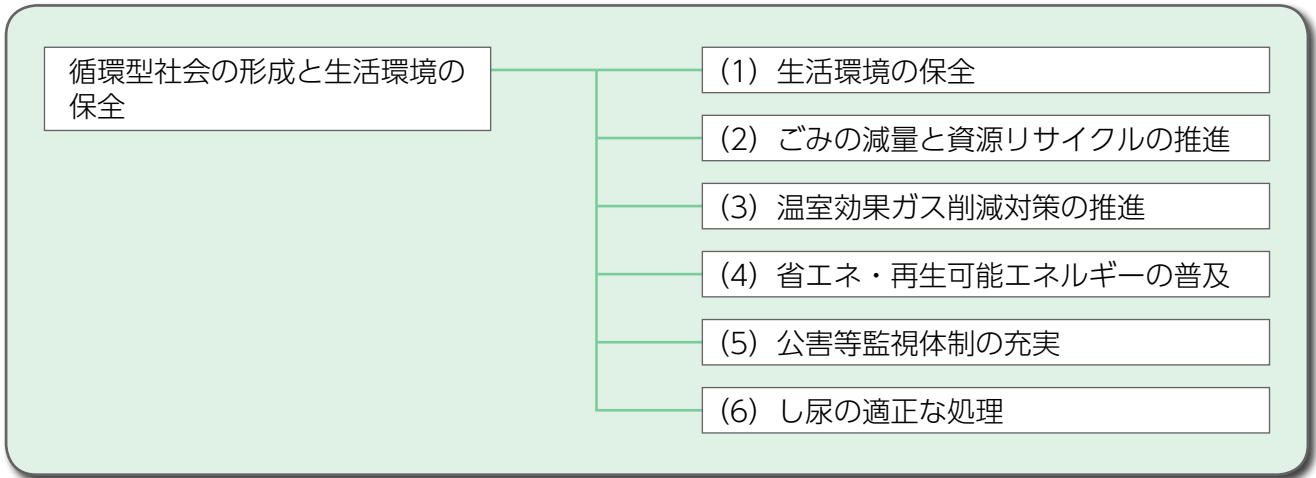 循環型社会の形成と生活環境の
保全
(1) 生活環境の保全
(2) ごみの減量と資源リサイクルの推進
(3) 温室効果ガス削減対策の推進
(4) 省エネ・再生可能エネルギーの普及
(5) 公害等監視体制の充実
(6) し尿の適正な処理